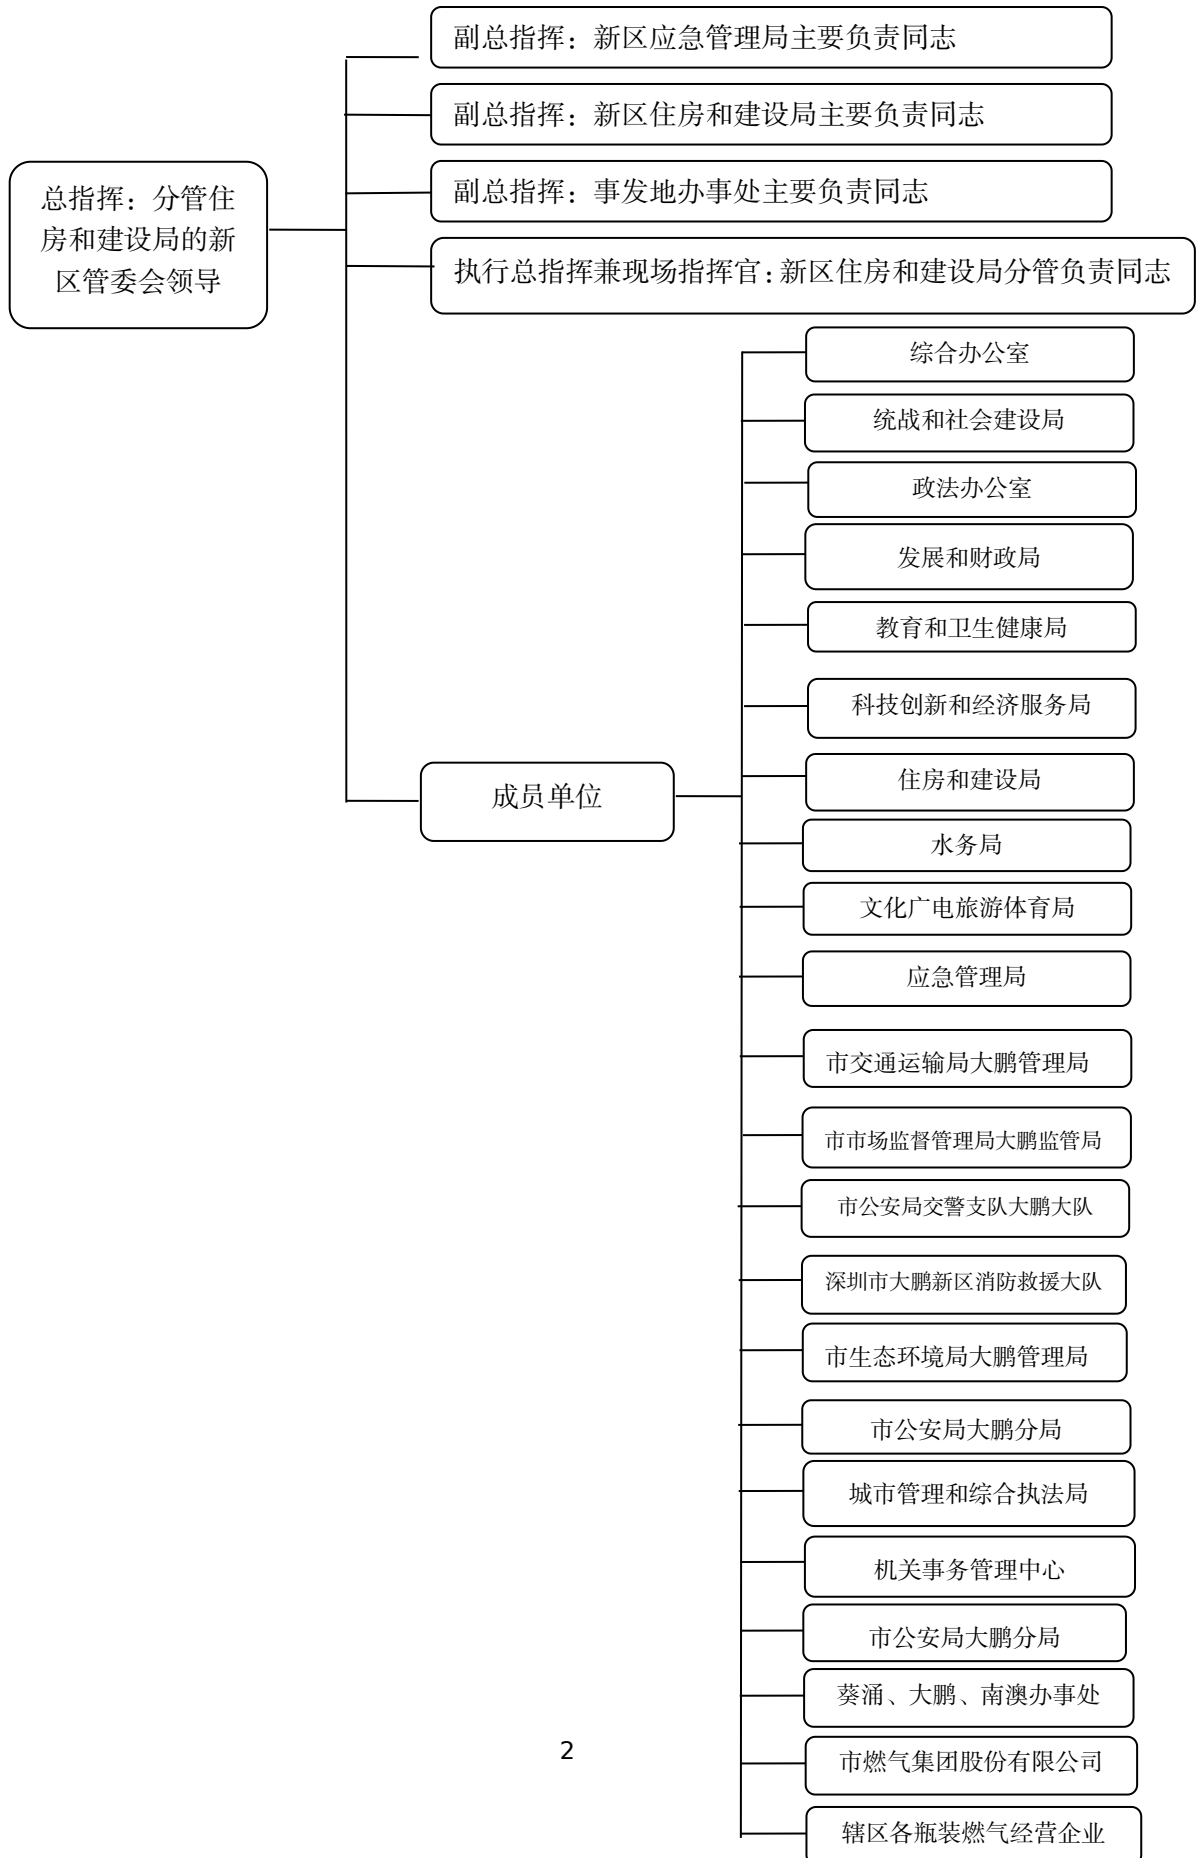 副总指挥：新区应急管理局主要负责同志
副总指挥：新区住房和建设局主要负责同志
副总指挥：事发地办事处主要负责同志
总指挥：分管住
房和建设局的新
区管委会领导
执行总指挥兼现场指挥官：新区住房和建设局分管负责同志
综合办公室
统战和社会建设局
政法办公室
发展和财政局
教育和卫生健康局
科技创新和经济服务局
成员单位
住房和建设局
水务局
文化广电旅游体育局
应急管理局
市交通运输局大鹏管理局
市市场监督管理局大鹏监管局
市公安局交警支队大鹏大队
深圳市大鹏新区消防救援大队
市生态环境局大鹏管理局
市公安局大鹏分局
城市管理和综合执法局
机关事务管理中心
市公安局大鹏分局
葵涌、大鹏、南澳办事处
市燃气集团股份有限公司
辖区各瓶装燃气经营企业
2